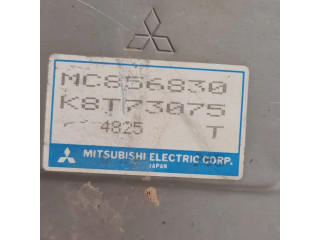 MC856830
K8T73075
4825 T
MITSUBISHI ELECTRIC CORP.
JAPAN